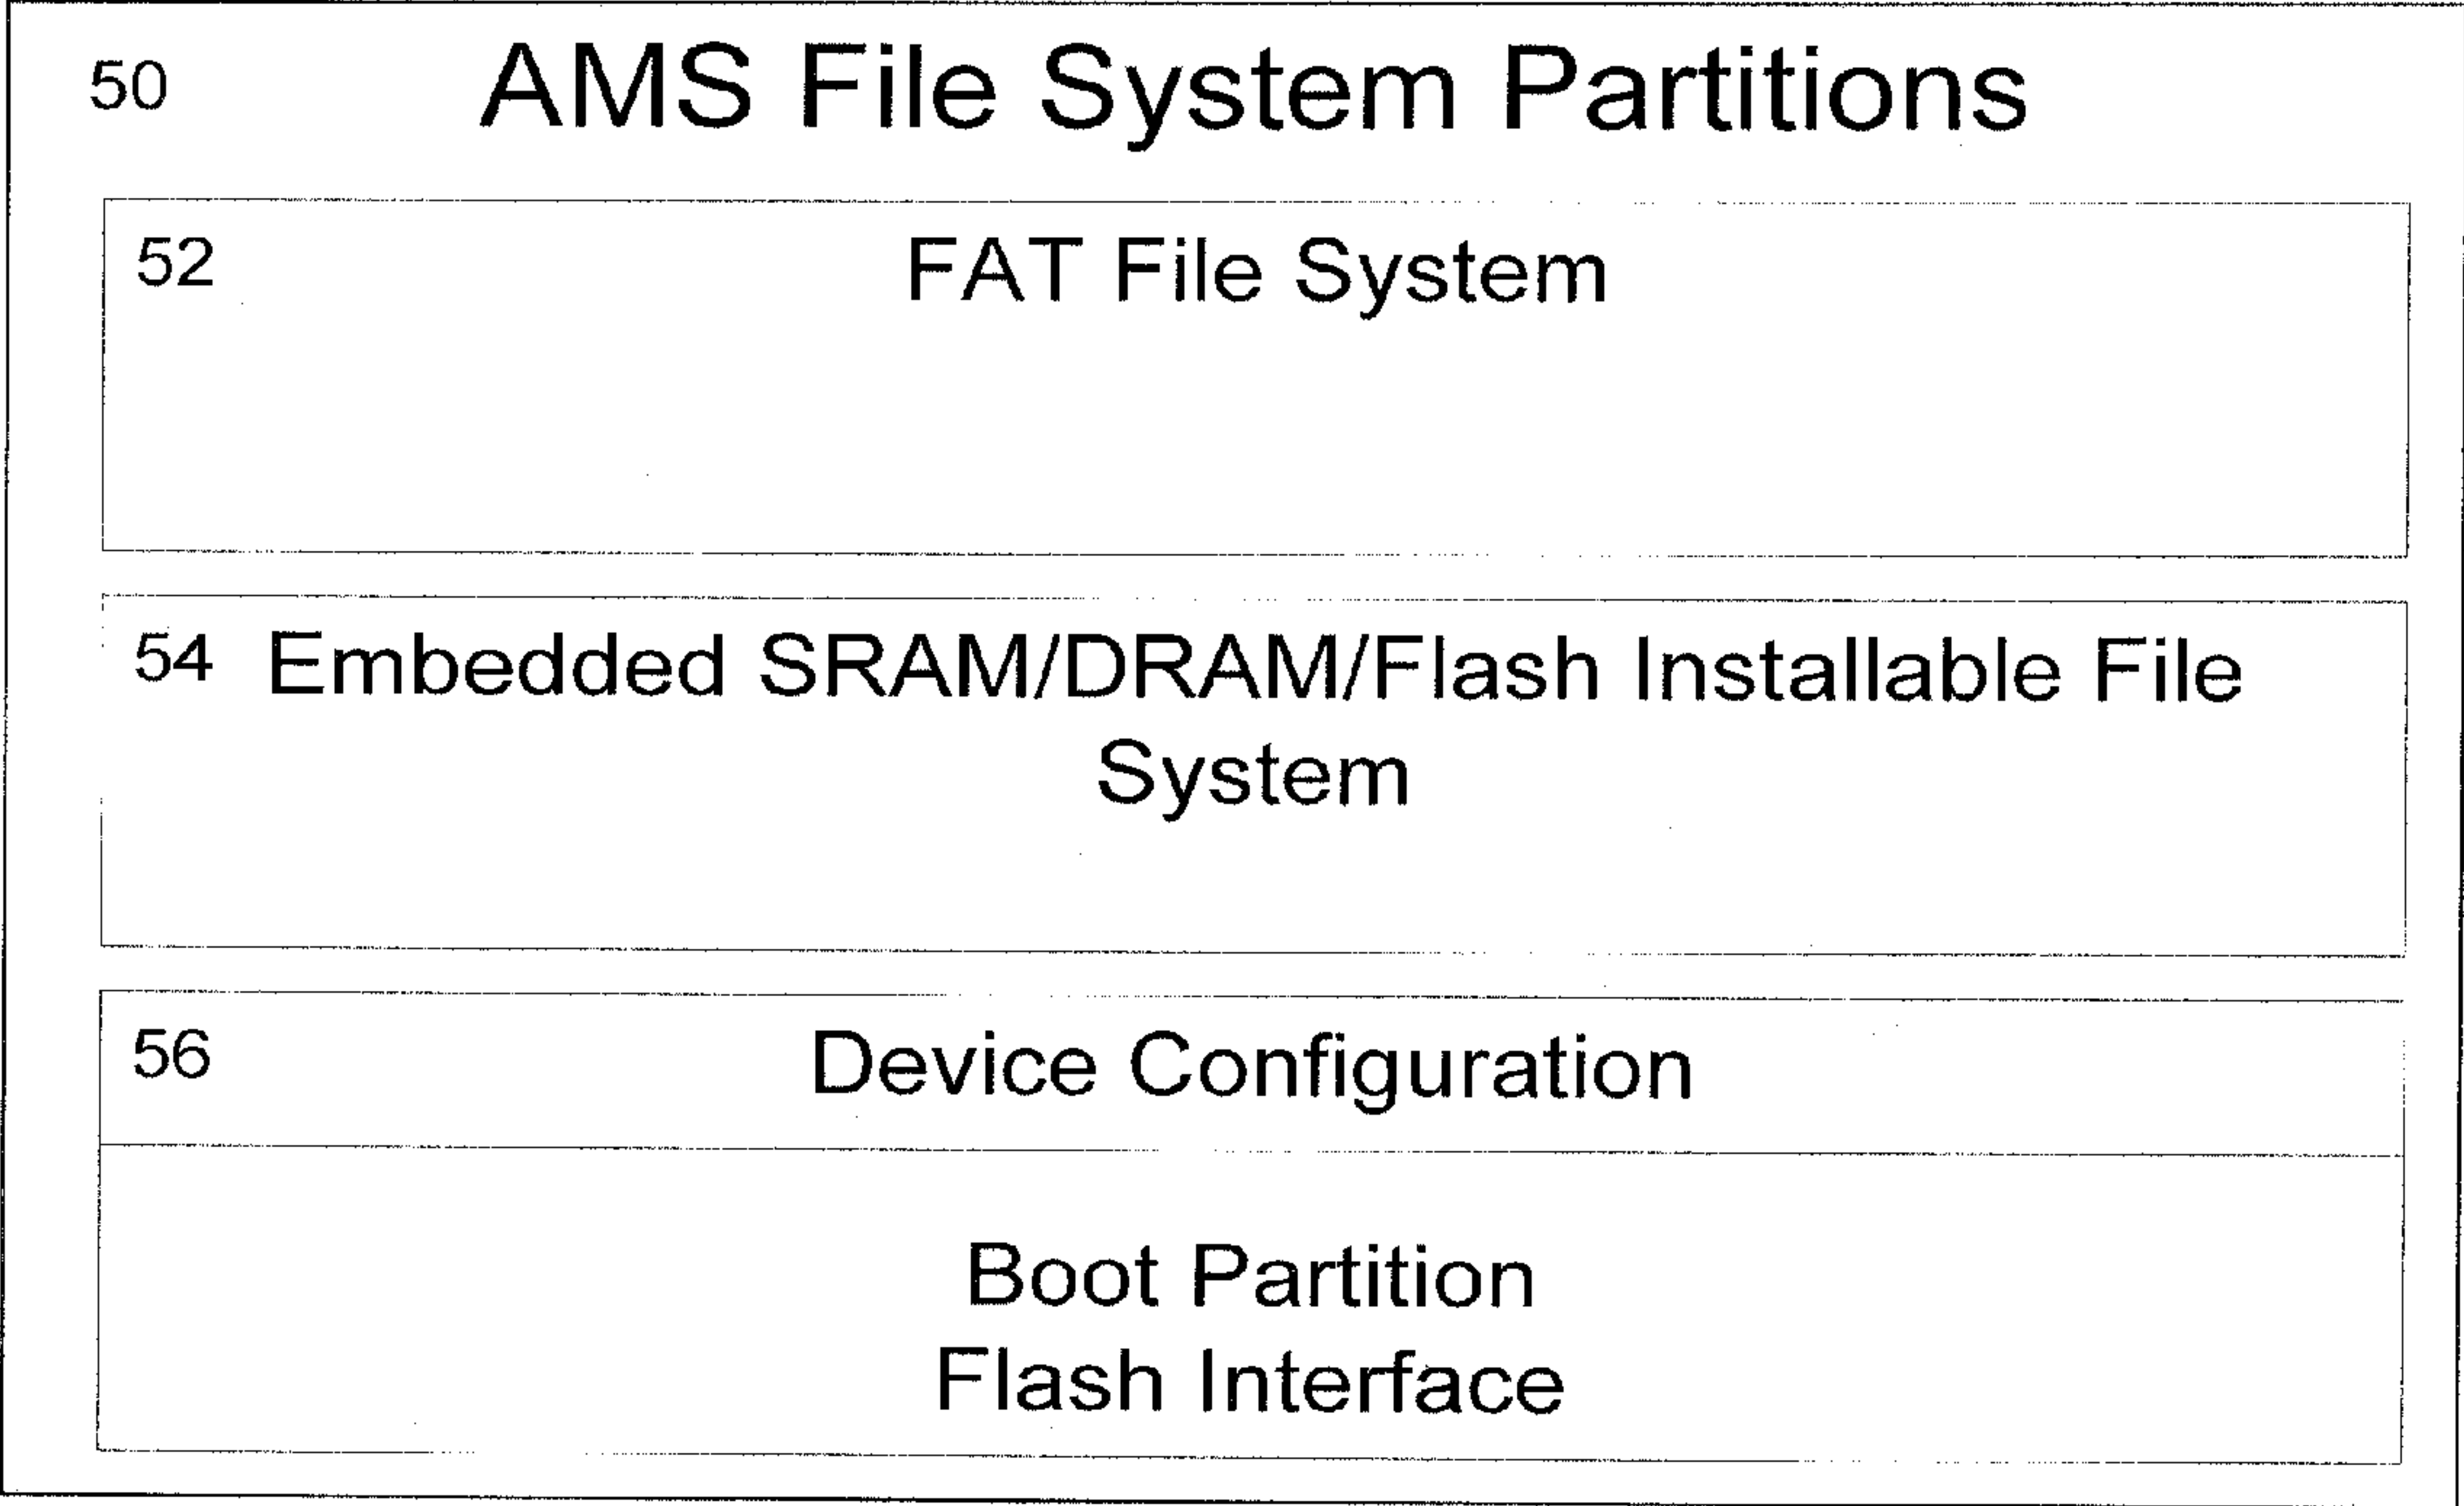 50 AMS File System Partitions
52 FAT File System
54 Embedded SRAM/DRAM/Flash Installable File
System
56 Device Configuration
Boot Partition
Flash Interface